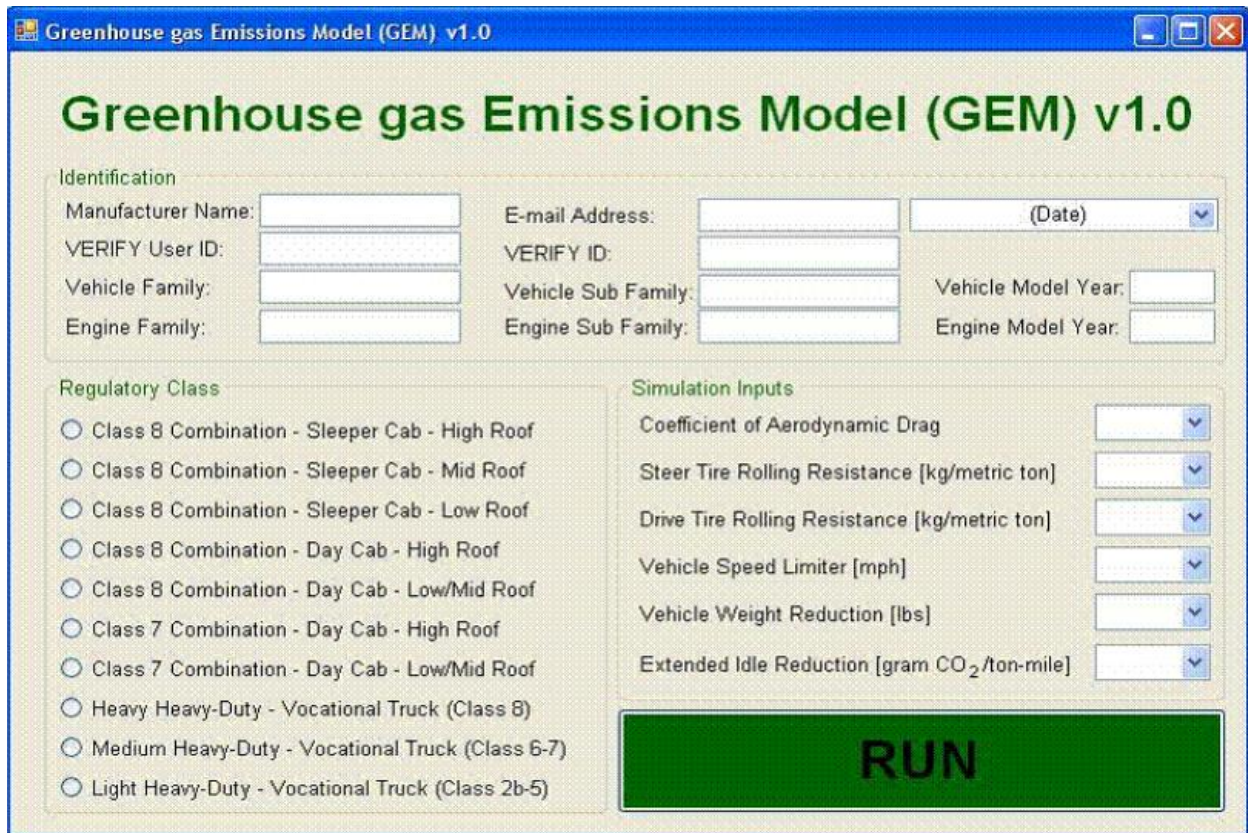 Greenhouse gas Emissions Model (GEM) v1.0
Greenhouse gas Emissions Model (GEM) v1.0
Identification
Manufacturer Name:
E-mail Address:
(Date)
VERIFY User ID:
VERIFY ID:
Vehicle Family:
Vehicle Sub Family:
Vehicle Model Year:
Engine Family:
Engine Sub Family:
Engine Model Year:
Regulatory Class
Class 8 Combination - Sleeper Cab - High Roof
Class 8 Combination - Sleeper Cab - Mid Roof
Class 8 Combination - Sleeper Cab - Low Roof
Class 8 Combination - Day Cab - High Roof
Class 8 Combination - Day Cab - Low/Mid Roof
Class 7 Combination - Day Cab - High Roof
Class 7 Combination - Day Cab - Low/Mid Roof
Heavy Heavy-Duty - Vocational Truck (Class 8)
Medium Heavy-Duty - Vocational Truck (Class 6-7)
Light Heavy-Duty - Vocational Truck (Class 2b-5)
Simulation Inputs
Coefficient of Aerodynamic Drag
Steer Tire Rolling Resistance [kg/metric ton]
Drive Tire Rolling Resistance [kg/metric ton]
Vehicle Speed Limiter [mph]
Vehicle Weight Reduction [lbs]
Extended Idle Reduction [gram CO₂/ton-mile]
RUN